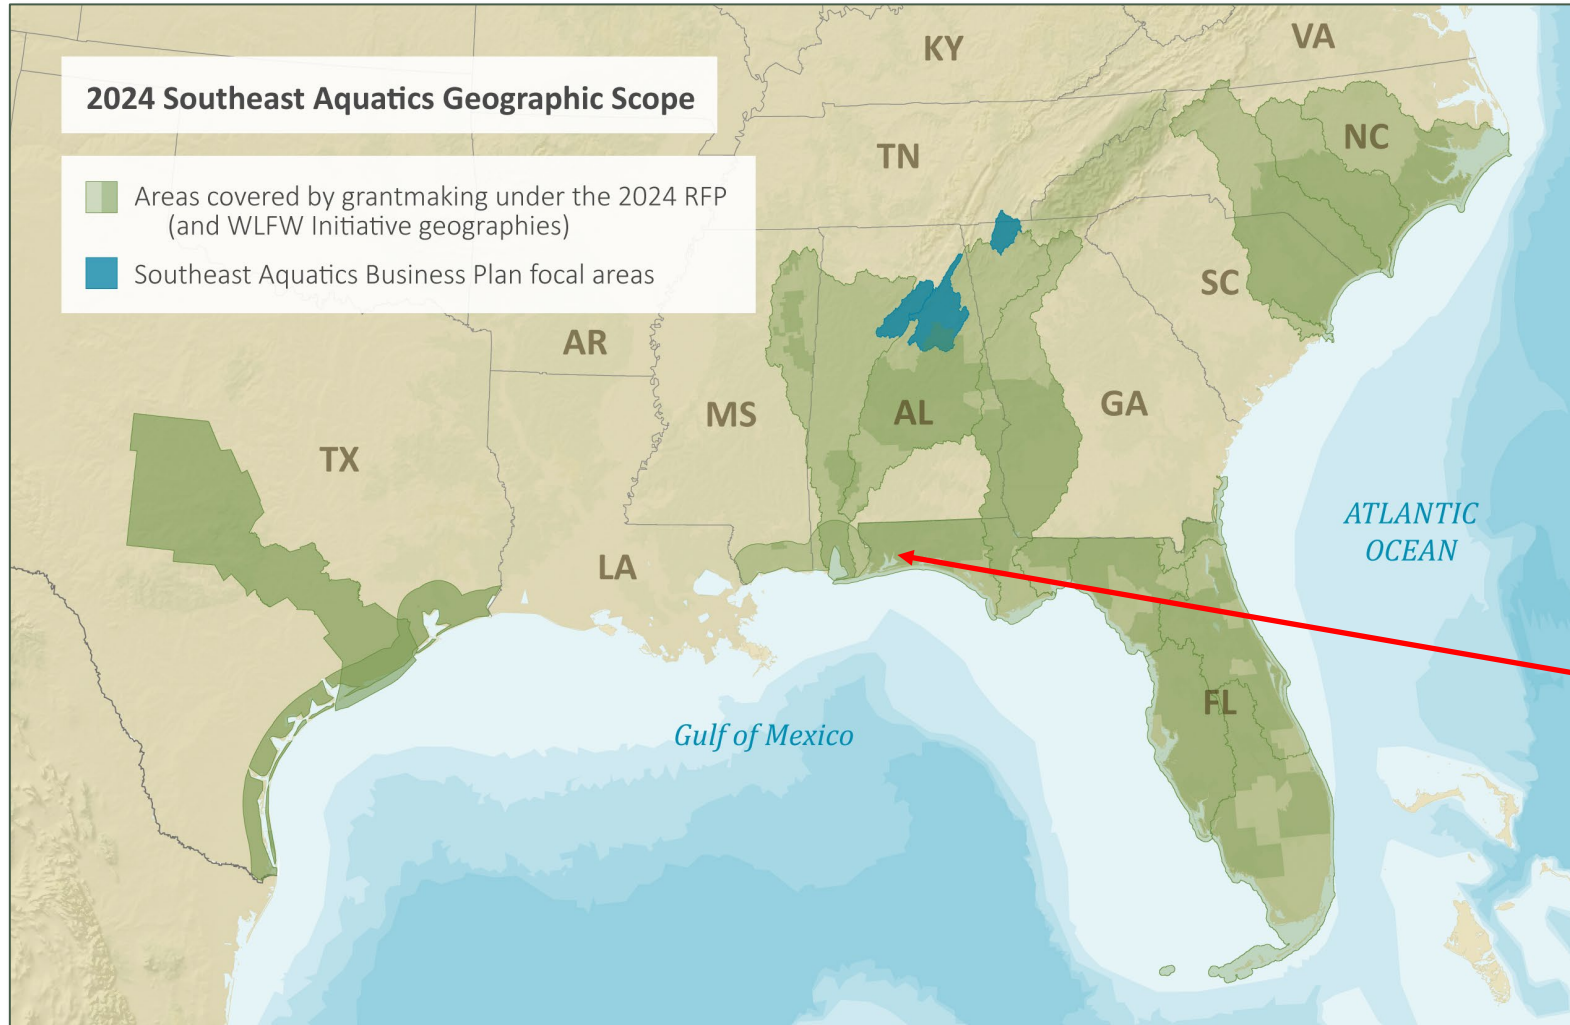 2024 Southeast Aquatics Geographic Scope
Areas covered by grantmaking under the 2024 RFP
(and WLFW Initiative geographies)
Southeast Aquatics Business Plan focal areas
KY
VA
TN
NC
SC
AR
MS
AL
GA
TX
LA
FL
ATLANTIC
OCEAN
Gulf of Mexico